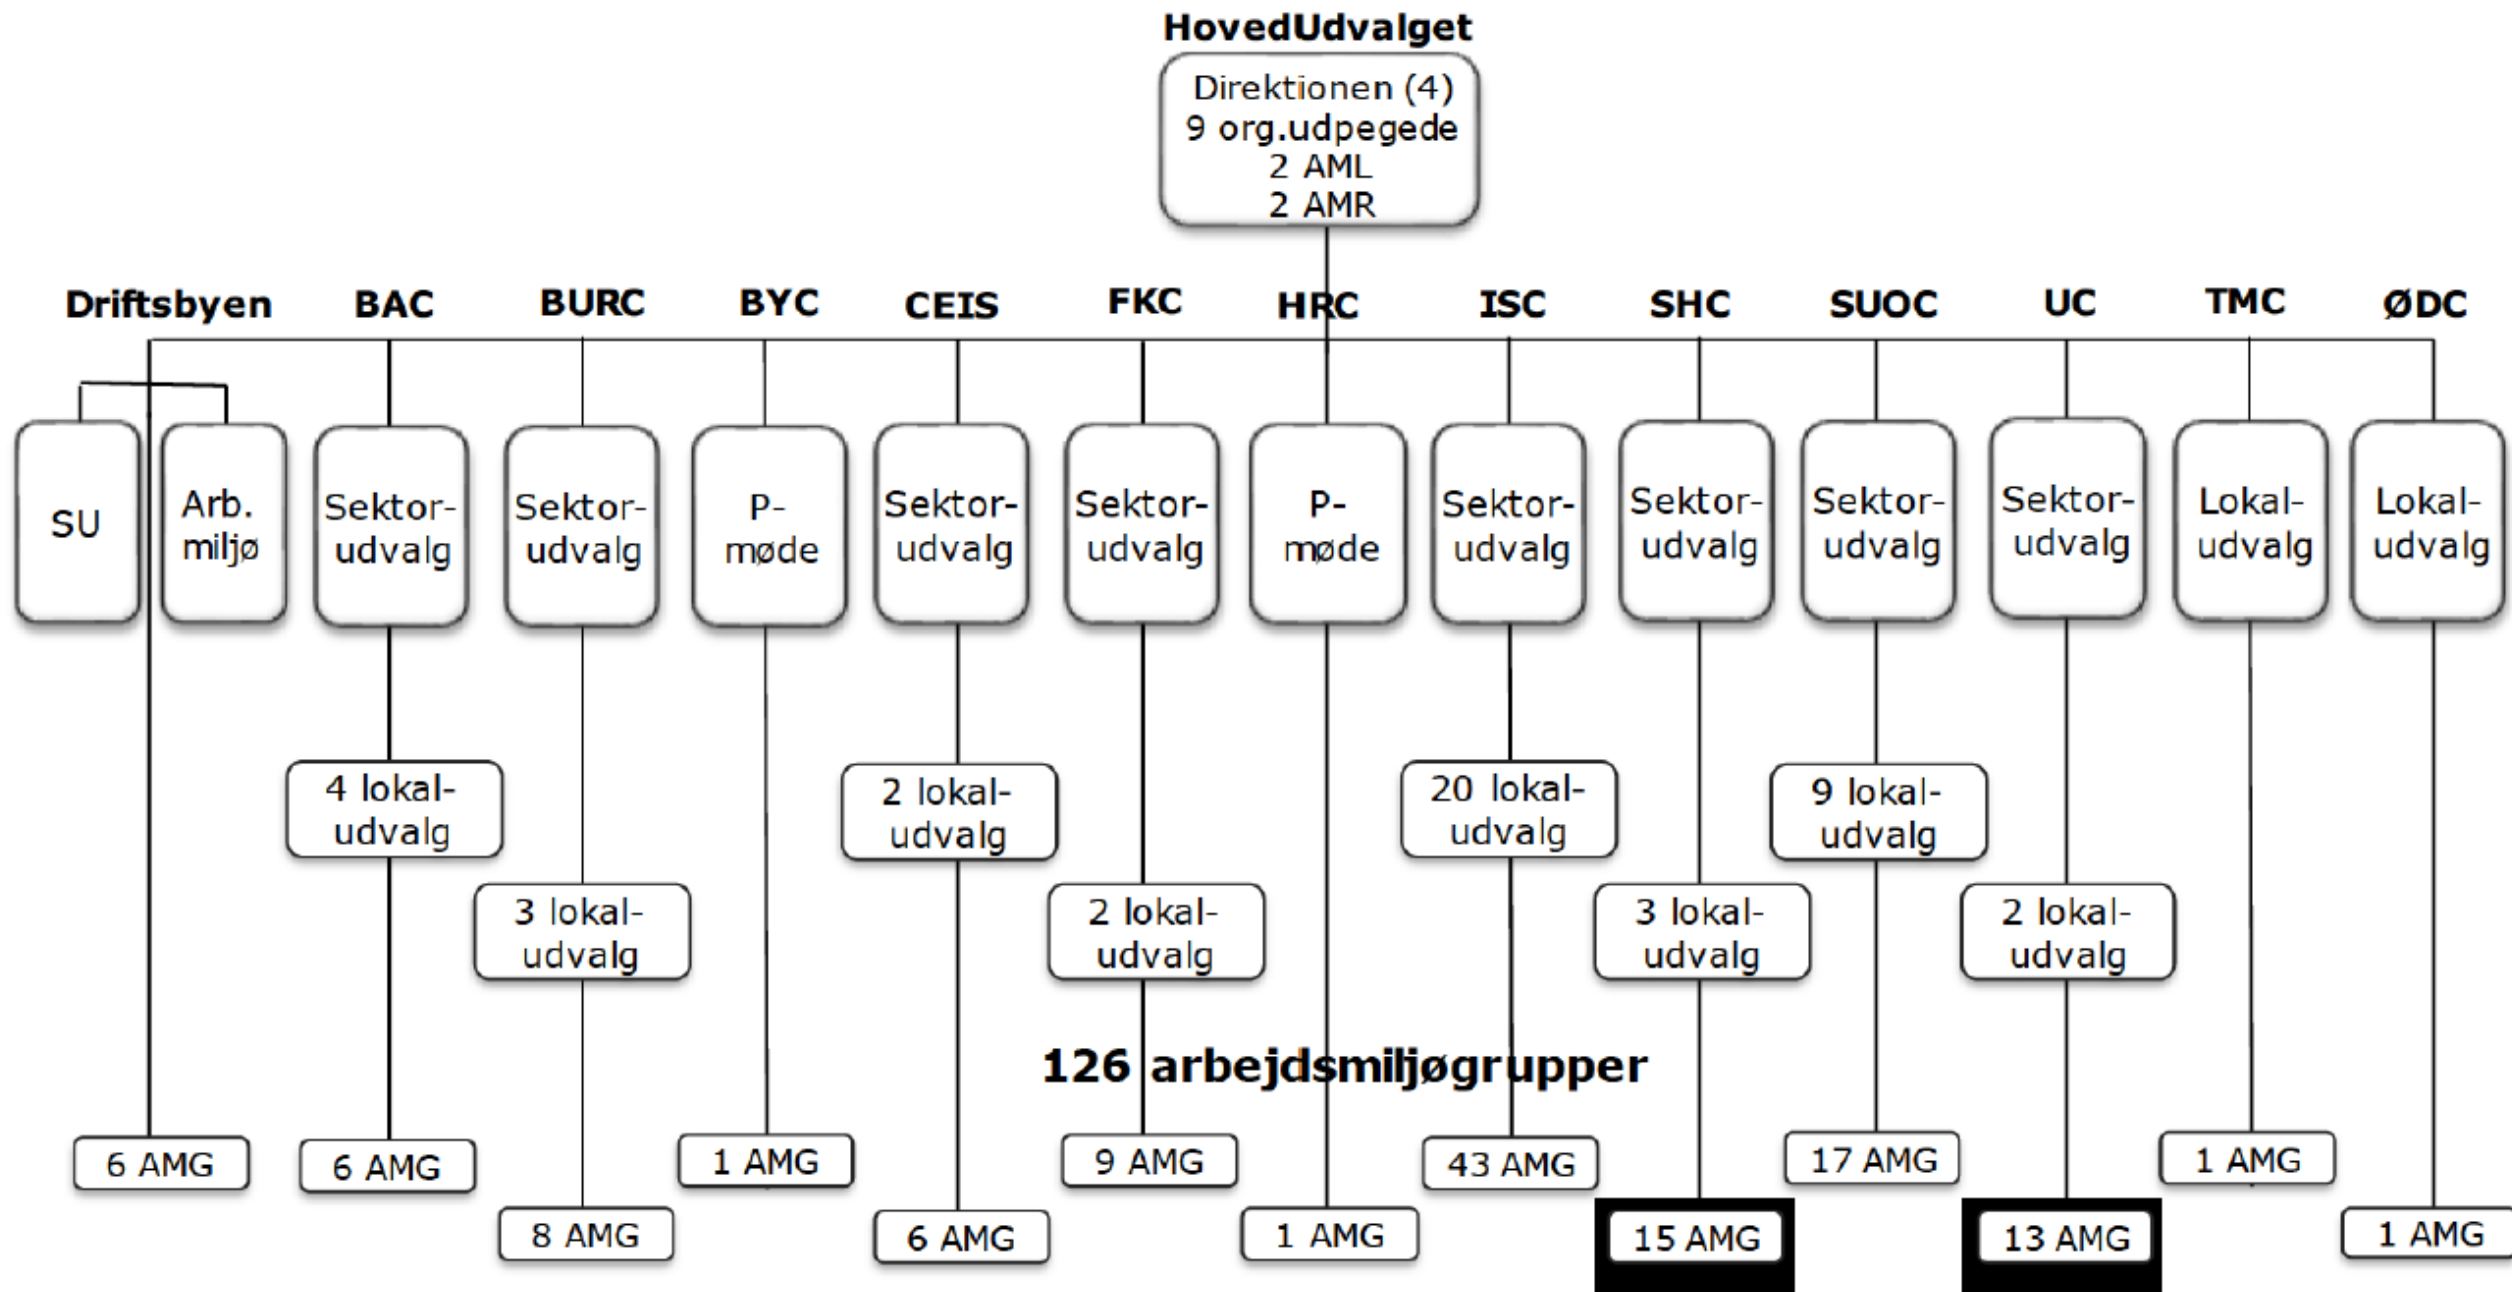 HovedUdvalget
Direktionen (4)
9 org.udpegede
2 AML
2 AMR
Driftsbyen
BAC
BURC
BYC
CEIS
FKC
HRC
ISC
SHC
SUOC
UC
TMC
ØDC
SU
Arb.
miljø
Sektor-
udvalg
Sektor-
udvalg
P-
møde
Sektor-
udvalg
Sektor-
udvalg
P-
møde
Sektor-
udvalg
Sektor-
udvalg
Sektor-
udvalg
Sektor-
udvalg
Lokal-
udvalg
Lokal-
udvalg
4 lokal-
udvalg
2 lokal-
udvalg
20 lokal-
udvalg
9 lokal-
udvalg
3 lokal-
udvalg
2 lokal-
udvalg
3 lokal-
udvalg
2 lokal-
udvalg
126 arbejdsmiljøgrupper
6 AMG
6 AMG
1 AMG
9 AMG
43 AMG
17 AMG
1 AMG
8 AMG
6 AMG
1 AMG
15 AMG
13 AMG
1 AMG